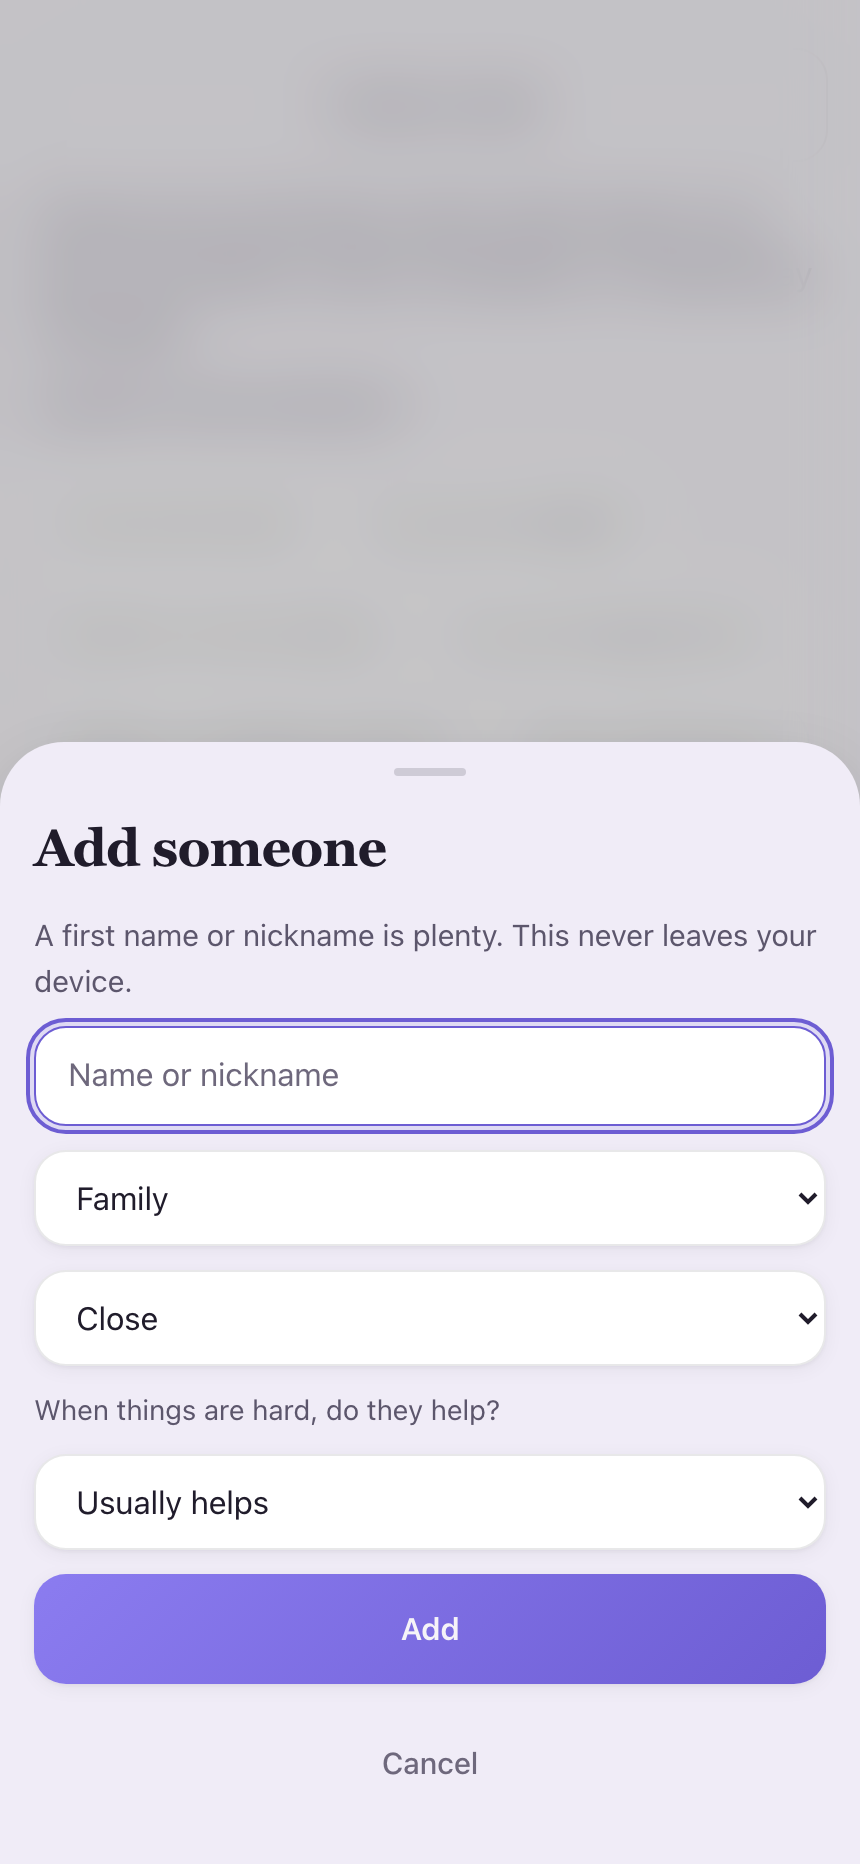 Add someone
A first name or nickname is plenty. This never leaves your
device.
Name or nickname
Family
Close
When things are hard, do they help?
Usually helps
Add
Cancel